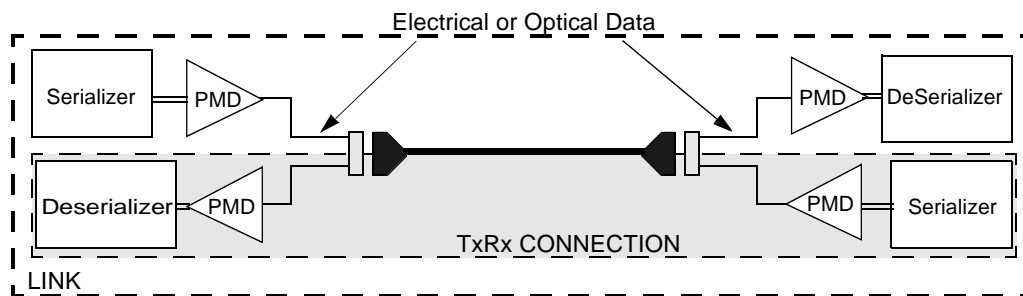 Electrical or Optical Data
Serializer
PMD
PMD
DeSerializer
Deserializer
PMD
PMD
Serializer
TxRx CONNECTION
LINK